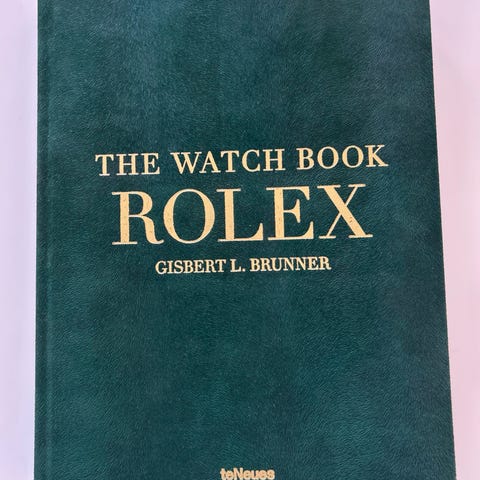 THE WATCH BOOK
ROLEX
GISBERT L. BRUNNER
teNeues